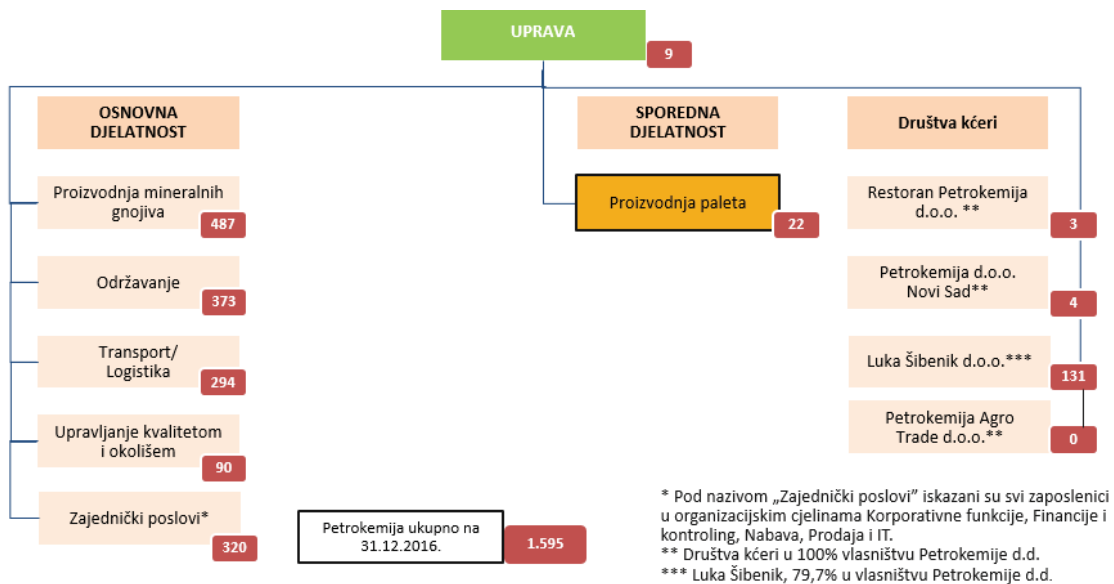 UPRAVA
9
OSNOVNA
DJELATNOST
Proizvodnja mineralnih
gnojiva
487
Održavanje
373
Transport/
Logistika
294
Upravljanje kvalitetom
i okolišem
90
Zajednički poslovi*
320
SPOREDNA
DJELATNOST
Proizvodnja paleta
22
Društva kćeri
Restoran Petrokemija
d.o.o. **
3
Petrokemija d.o.o.
Novi Sad**
4
Luka Šibenik d.o.o.***
131
Petrokemija Agro
Trade d.o.o.**
0
Petrokemija ukupno na
31.12.2016.
1.595
* Pod nazivom „Zajednički poslovi” iskazani su svi zaposlenici
u organizacijskim cjelinama Korporativne funkcije, Financije i
kontroling, Nabava, Prodaja i IT.
** Društva kćeri u 100% vlasništvu Petrokemije d.d.
*** Luka Šibenik, 79,7% u vlasništvu Petrokemije d.d.